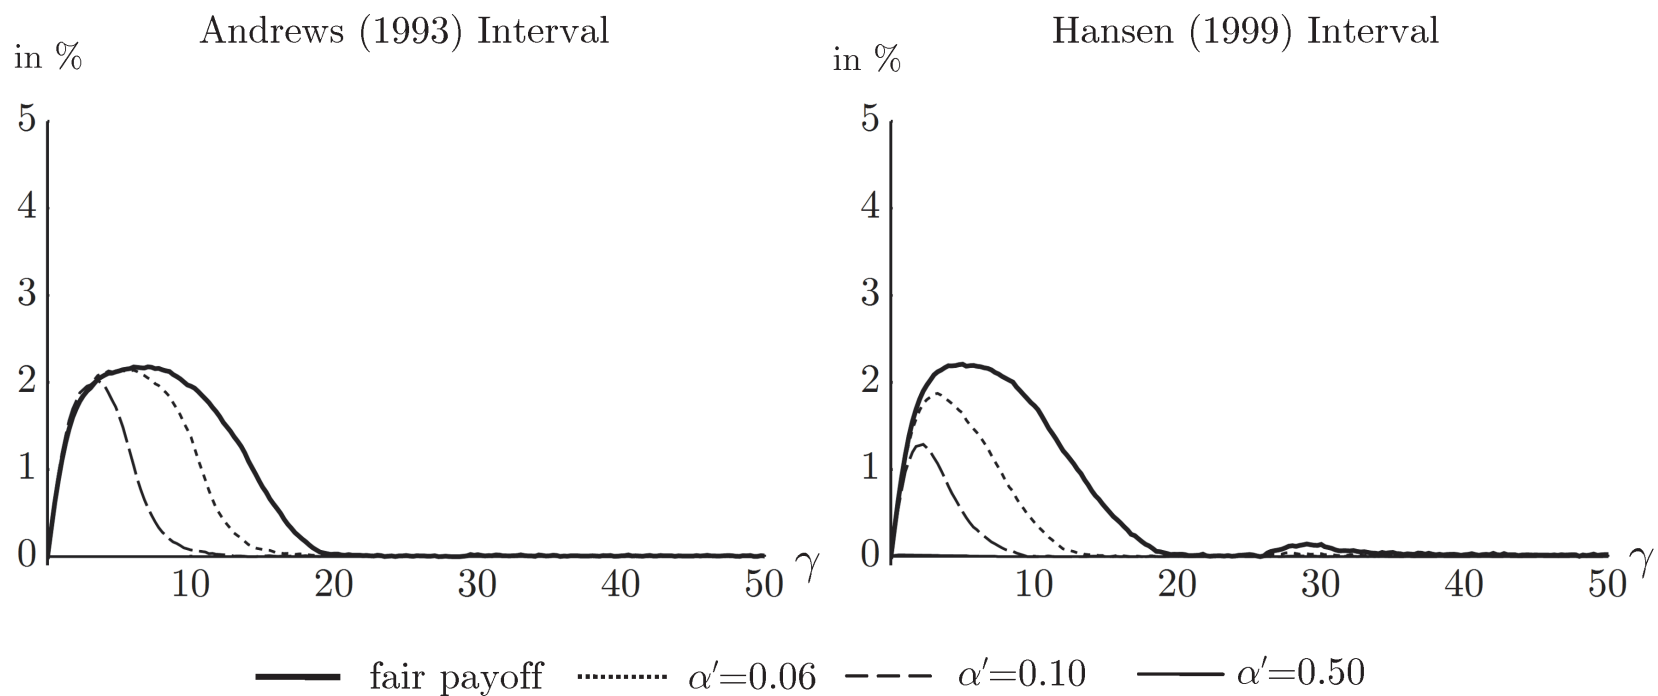 Andrews (1993) Interval
in %
5
4
3
2
1
0
10 20 30 40 50 γ
Hansen (1999) Interval
in %
5
4
3
2
1
0
10 20 30 40 50 γ
fair payoff α′=0.06 α′=0.10 α′=0.50